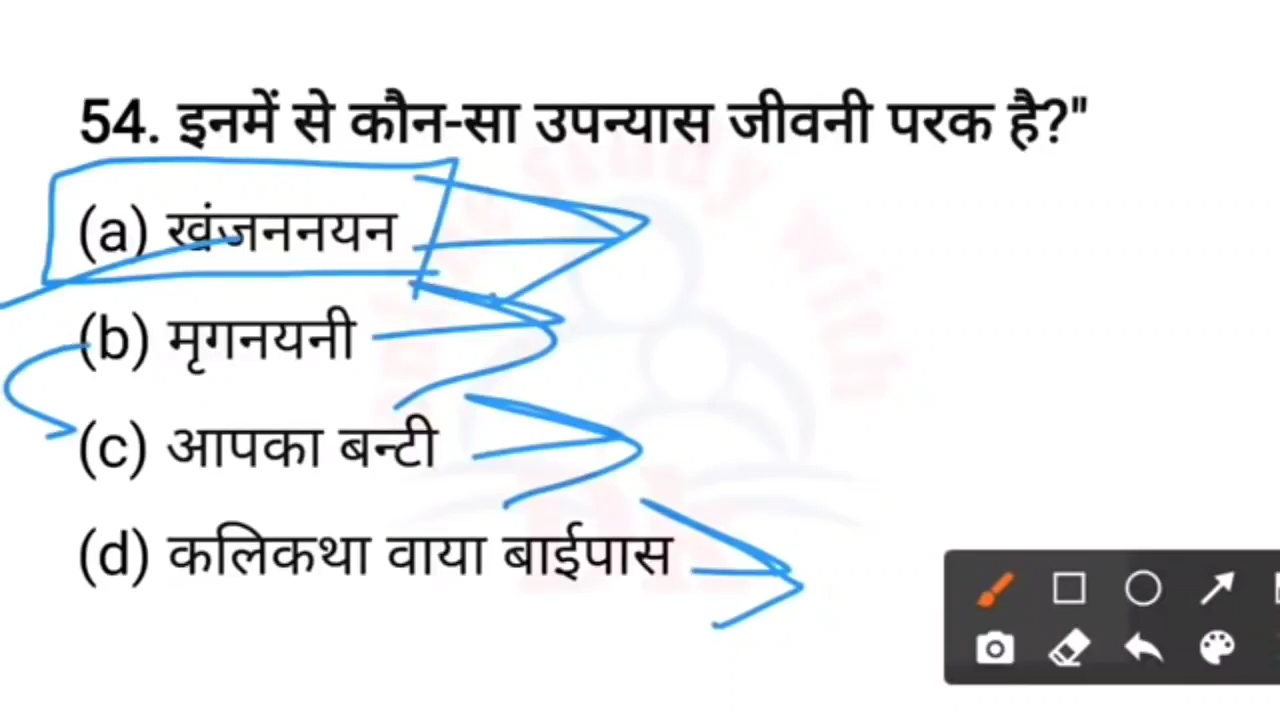 54. इनमें से कौन-सा उपन्यास जीवनी परक है?"
(a) खंजननयन
(b) मृगनयनी
(c) आपका बन्टी
(d) कलिकथा वाया बाईपास